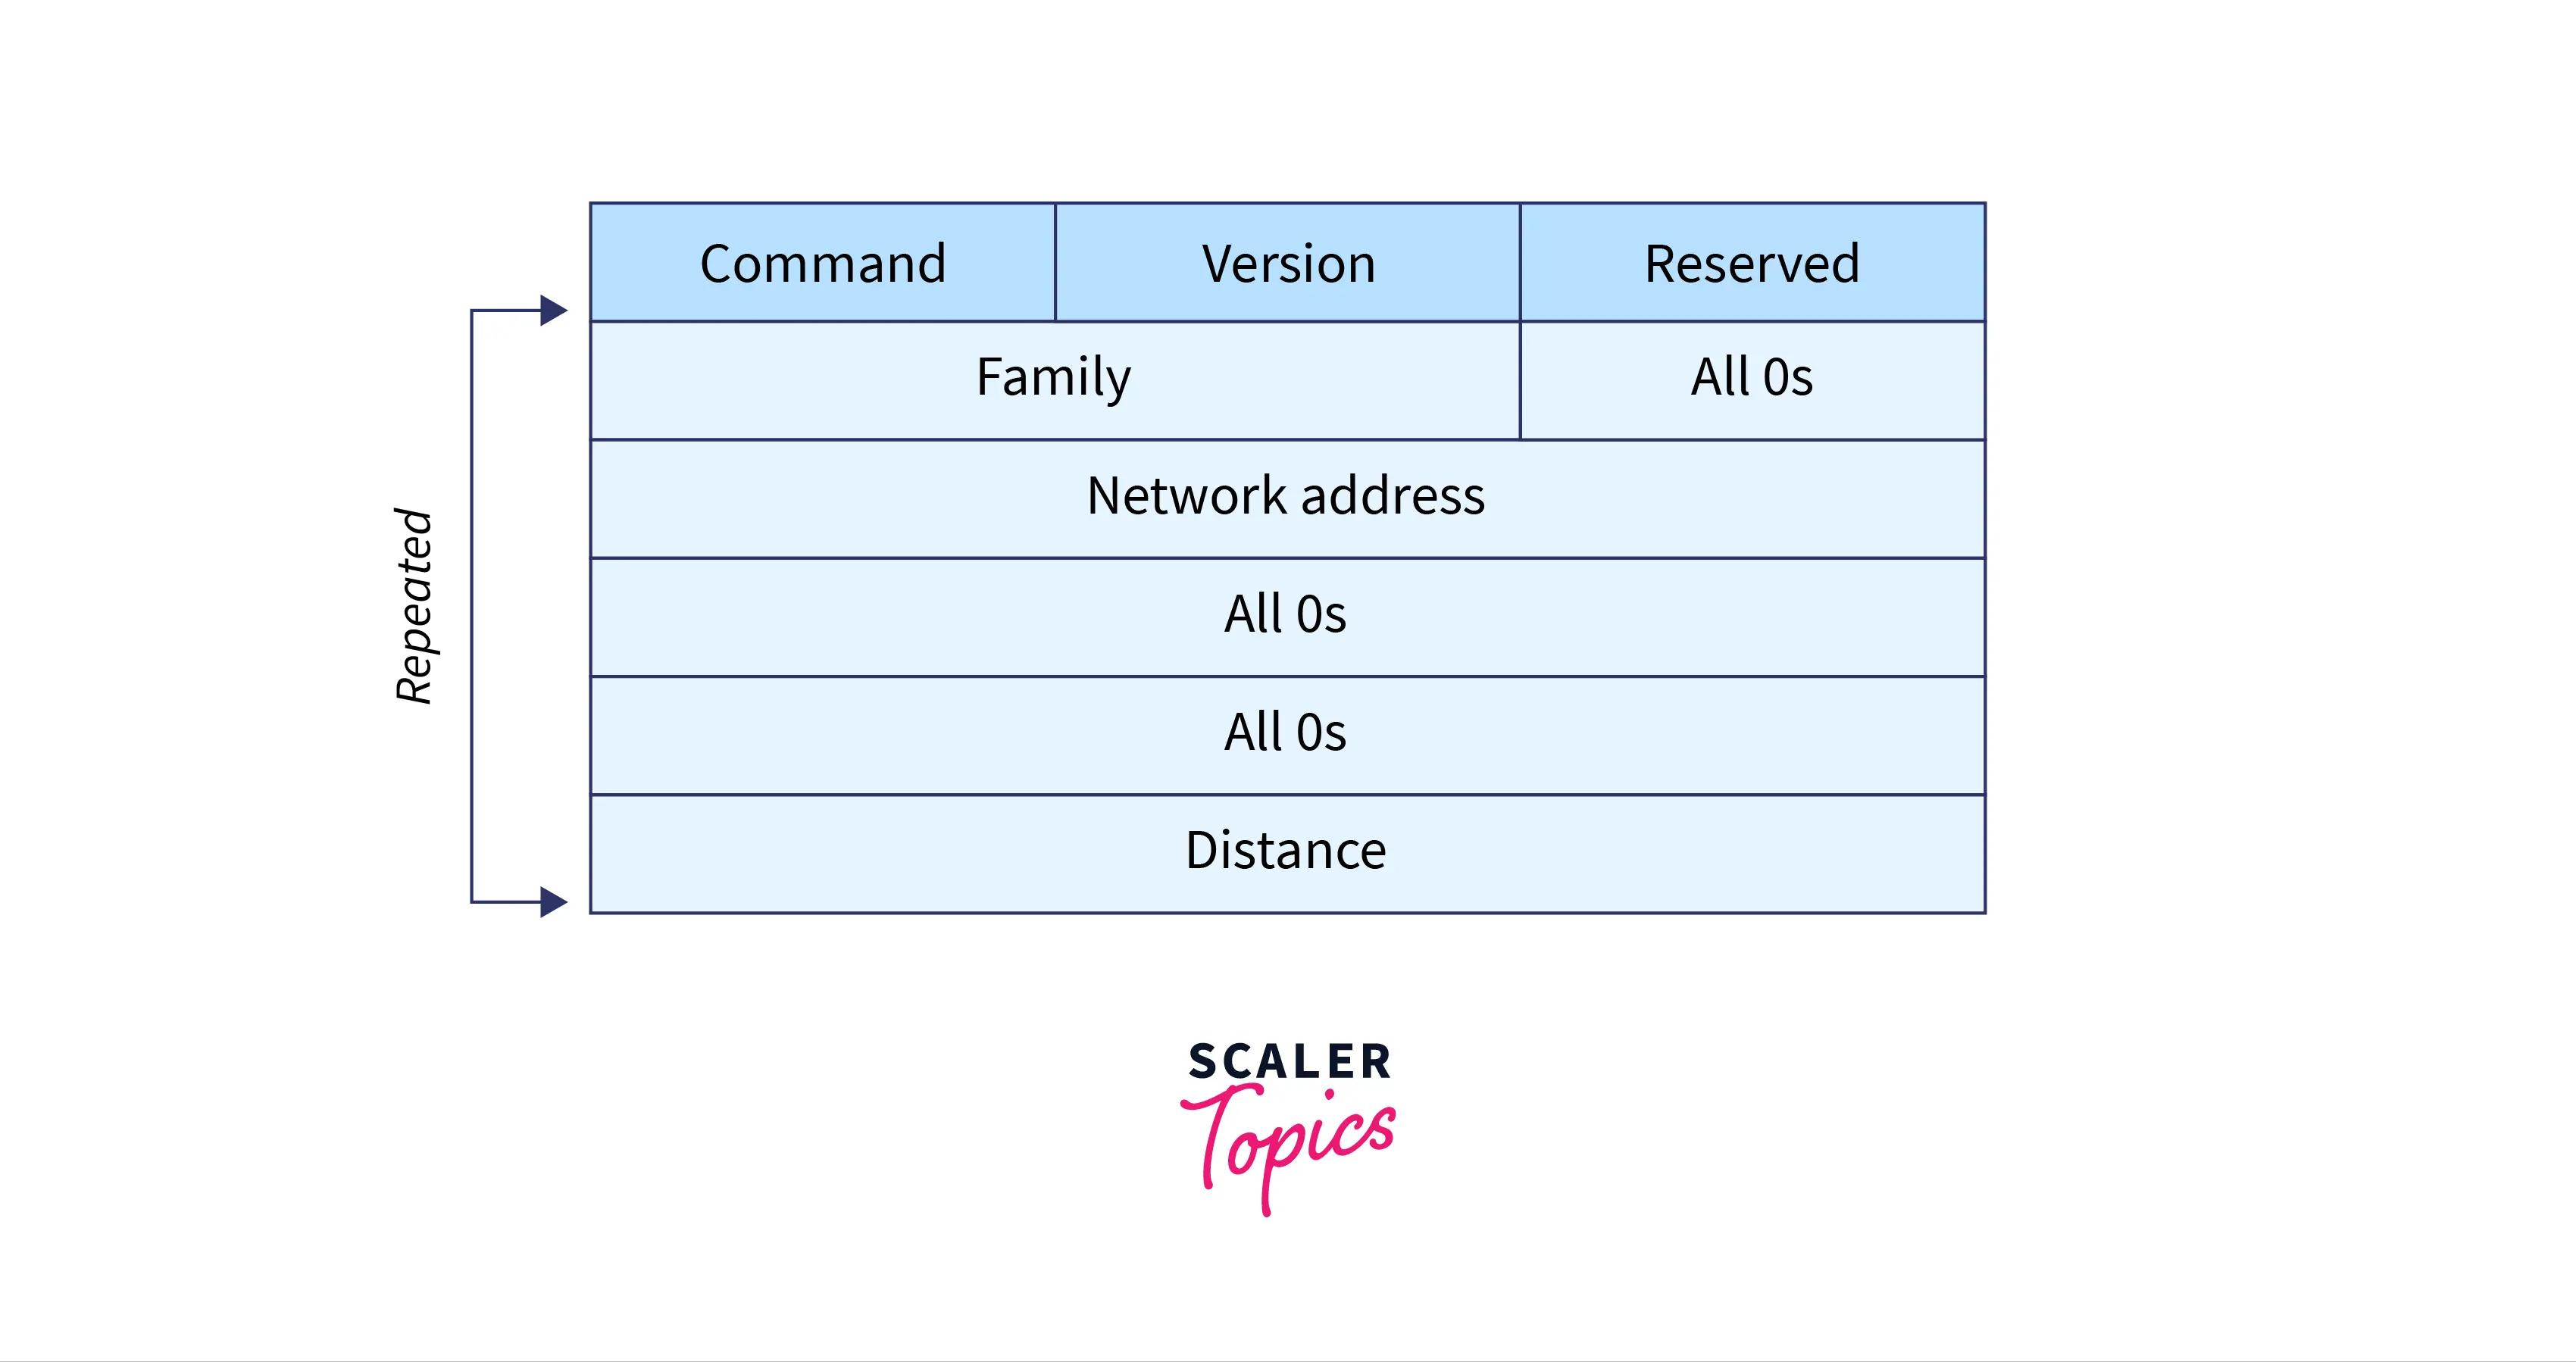 Command Version Reserved
Family All 0s
Network address
All 0s
All 0s
Distance
Repeated
SCALER
Topics